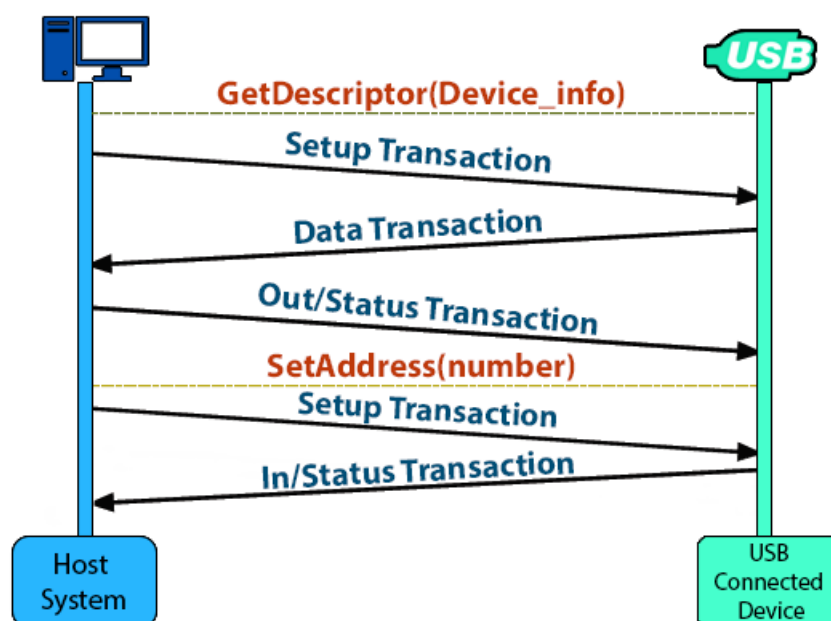 USB
GetDescriptor(Device_info)
Setup Transaction
Data Transaction
Out/Status Transaction
SetAddress(number)
Setup Transaction
In/Status Transaction
Host
System
USB
Connected
Device